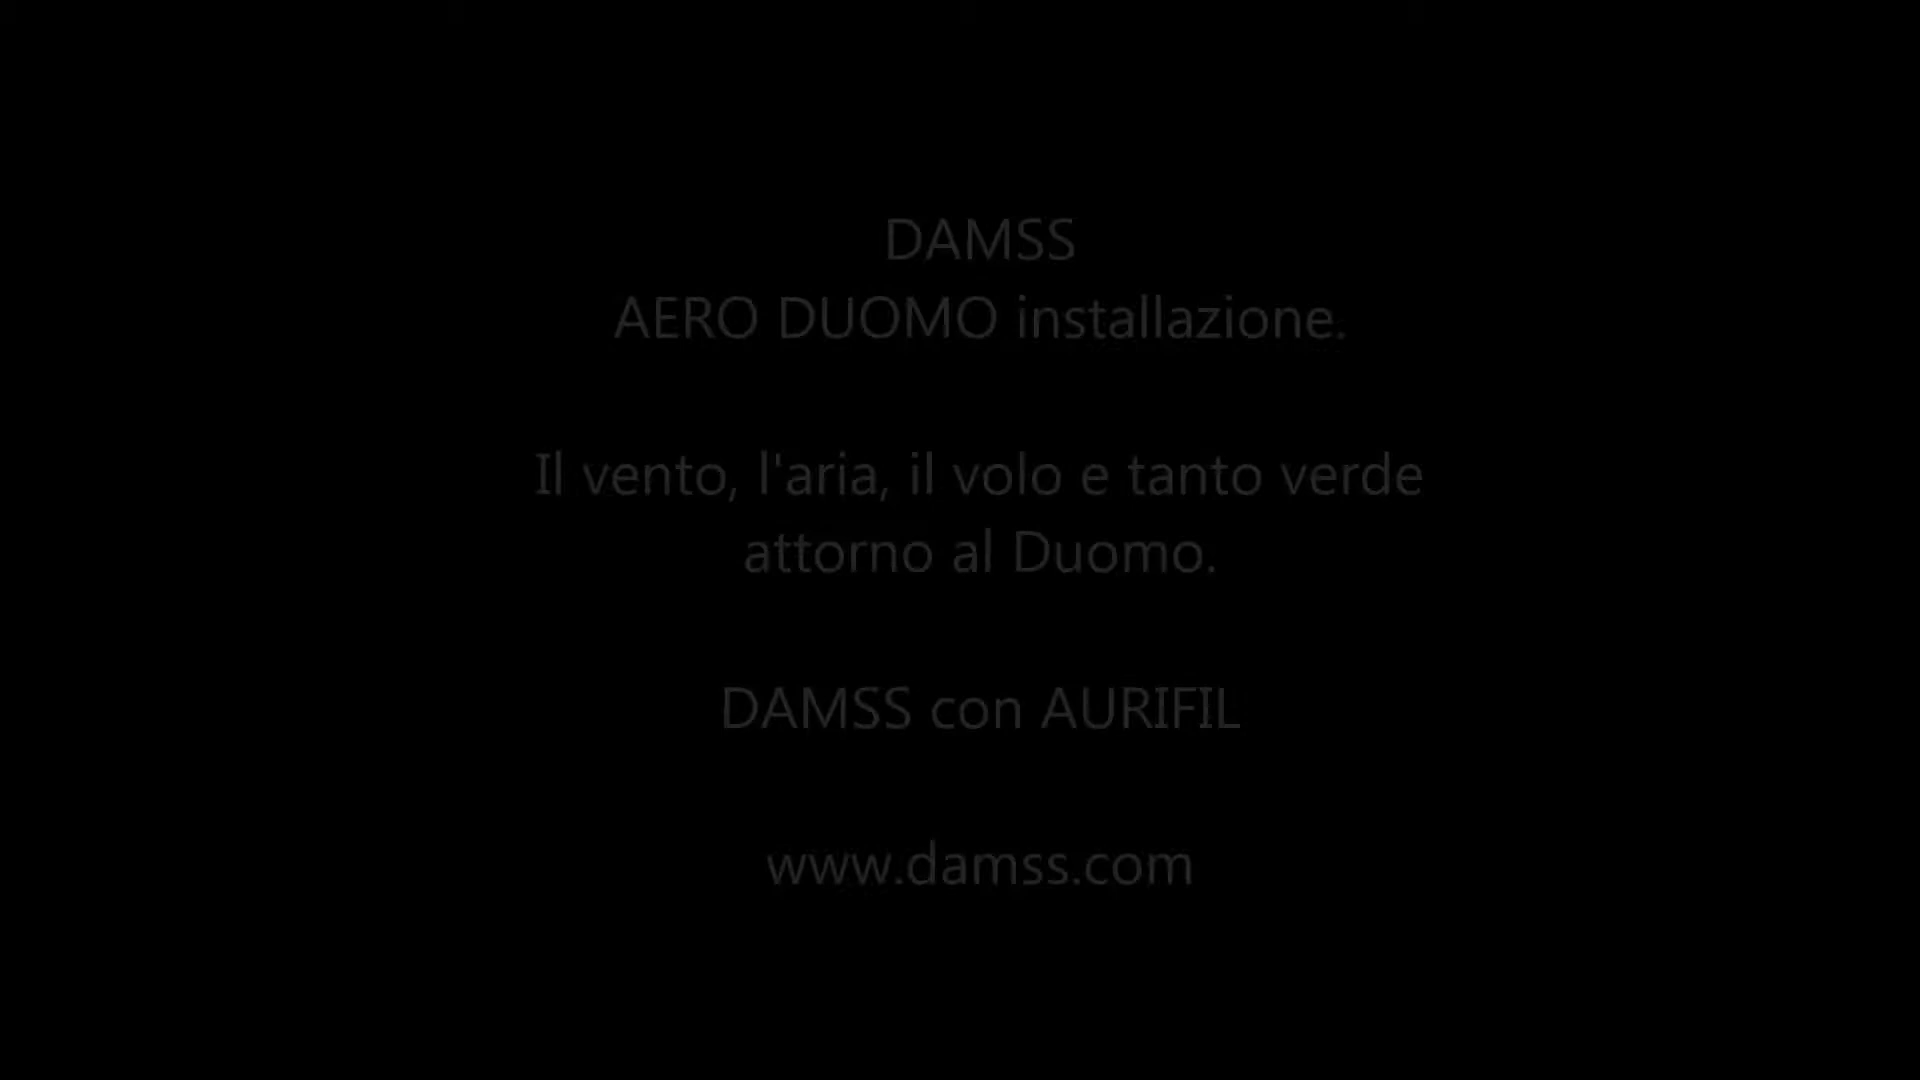 DAMSS
AERO DUOMO installazione.
Il vento, l'aria, il volo e tanto verde
attorno al Duomo.
DAMSS con AURIFIL
www.damss.com